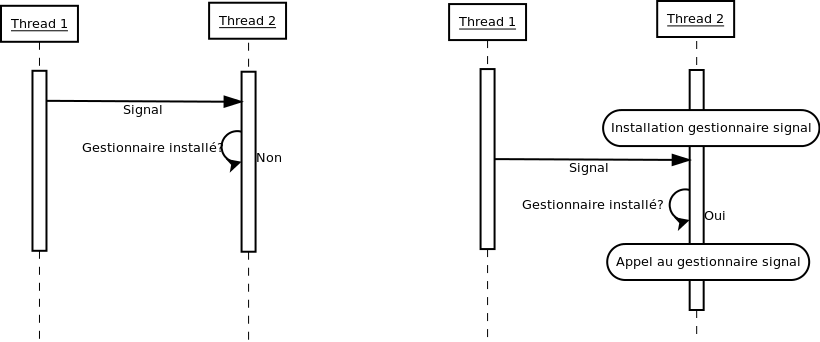 Thread 1
Thread 2
Signal
Gestionnaire installé?
Non
Thread 1
Thread 2
Installation gestionnaire signal
Signal
Gestionnaire installé?
Oui
Appel au gestionnaire signal